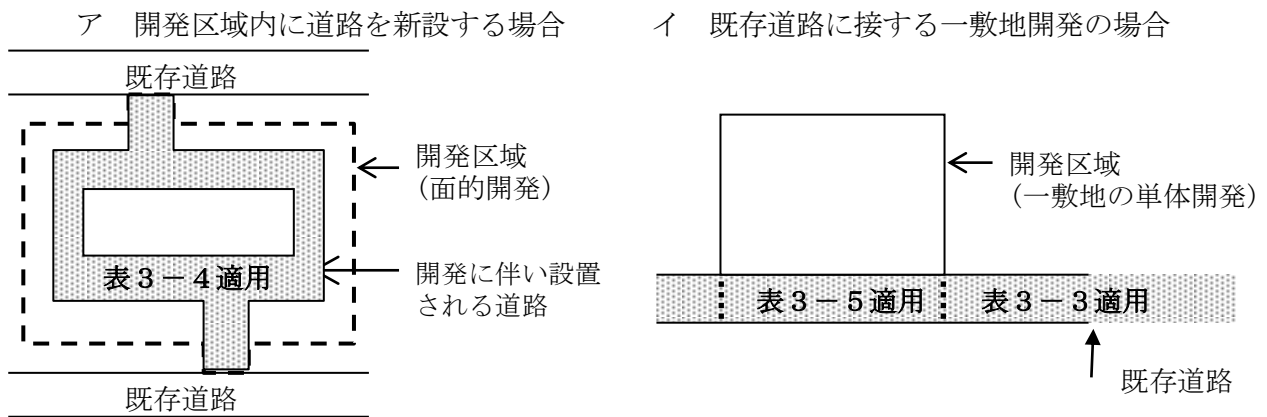 ア　開発区域内に道路を新設する場合
既存道路
開発区域
（面的開発）
表３－４適用
開発に伴い設置
される道路
既存道路
イ　既存道路に接する一敷地開発の場合
開発区域
（一敷地の単体開発）
表３－５適用
表３－３適用
既存道路